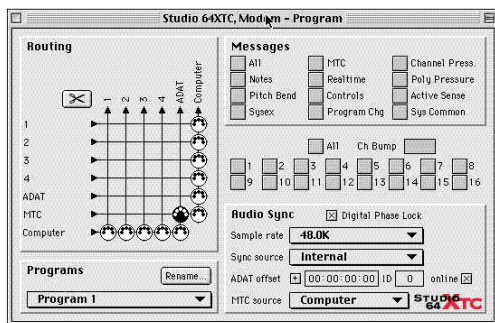 Studio 64XTC, Modem – Program
Routing
1 2 3 4 ADAT Computer
1
2
3
4
ADAT
MTC
Computer
Programs
Rename...
Program 1
Messages
All MTC Channel Press.
Notes Realtime Poly Pressure
Pitch Bend Controls Active Sense
Sysex Program Chg Sys Common
All Ch Bump
1 2 3 4 5 6 7 8
9 10 11 12 13 14 15 16
Audio Sync Digital Phase Lock
Sample rate 48.0K
Sync source Internal
ADAT offset + 00:00:00:00 ID 0 online
MTC source Computer
STUDIO 64 XTC